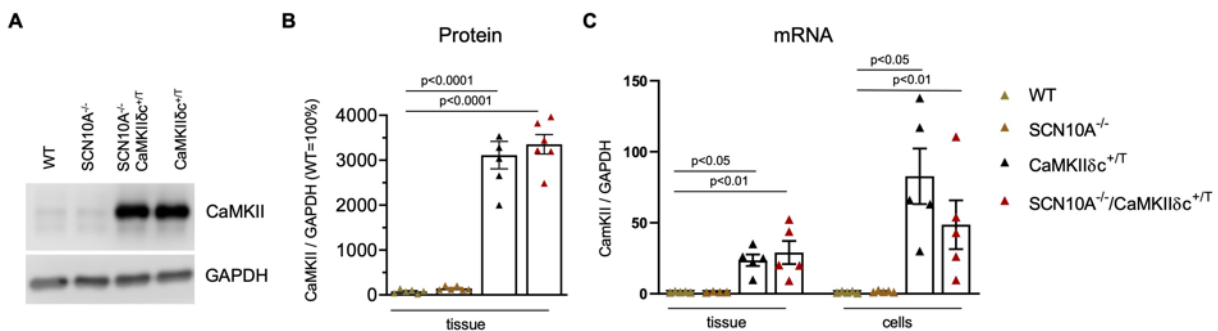 A
WT
SCN10A-/-
SCN10A-/-
CaMKIIδc+/T
CaMKIIδc+/T
CaMKII
GAPDH
B
Protein
p<0.0001
p<0.0001
CaMKII / GAPDH (WT=100%)
4000
3000
2000
1000
0
tissue
C
mRNA
p<0.05
p<0.01
p<0.05
p<0.01
CamKII / GAPDH
150
100
50
0
tissue
cells
WT
SCN10A-/-
CaMKIIδc+/T
SCN10A-/-/CaMKIIδc+/T